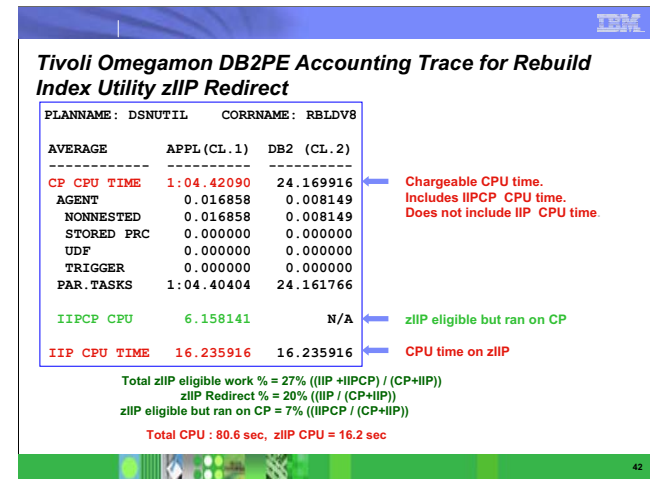 IBM
Tivoli Omegamon DB2PE Accounting Trace for Rebuild
Index Utility zIIP Redirect
PLANNAME: DSNUTIL CORRNAME: RBLDV8
AVERAGE APPL(CL.1) DB2 (CL.2)
------------ ---------- ----------
CP CPU TIME 1:04.42090 24.169916
AGENT 0.016858 0.008149
NONNESTED 0.016858 0.008149
STORED PRC 0.000000 0.000000
UDF 0.000000 0.000000
TRIGGER 0.000000 0.000000
PAR.TASKS 1:04.40404 24.161766
IIPCP CPU 6.158141 N/A
IIP CPU TIME 16.235916 16.235916
Chargeable CPU time.
Includes IIPCP CPU time.
Does not include IIP CPU time.
zIIP eligible but ran on CP
CPU time on zIIP
Total zIIP eligible work % = 27% ((IIP +IIPCP) / (CP+IIP))
zIIP Redirect % = 20% ((IIP / (CP+IIP))
zIIP eligible but ran on CP = 7% ((IIPCP / (CP+IIP))
Total CPU : 80.6 sec, zIIP CPU = 16.2 sec
42